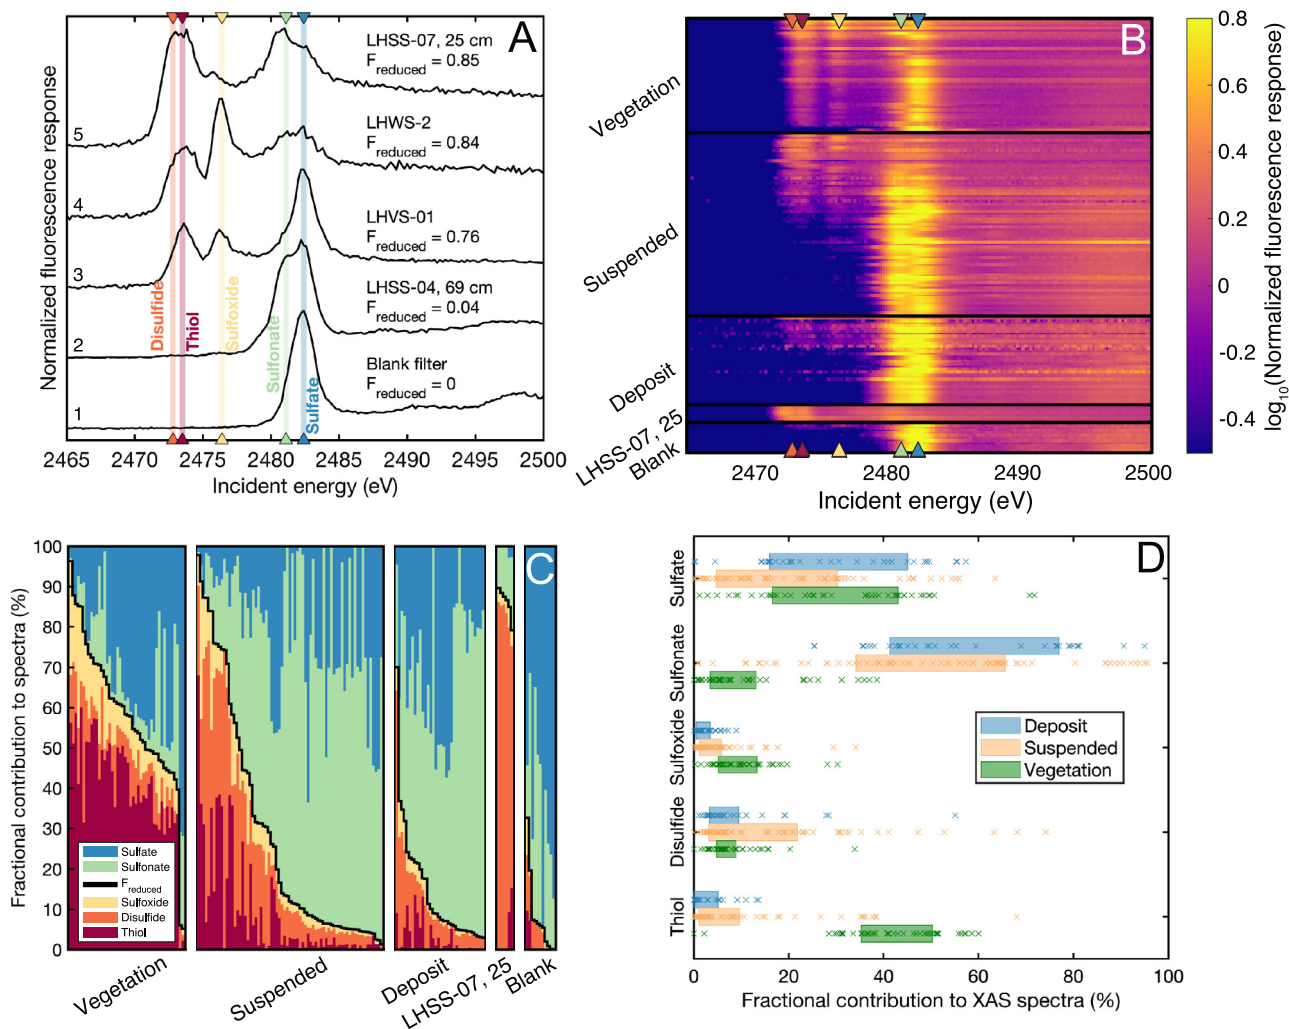 A
Normalized fluorescence response
LHSS-07, 25 cm
F_reduced = 0.85
5
LHWS-2
F_reduced = 0.84
4
LHVS-01
F_reduced = 0.76
3
LHSS-04, 69 cm
F_reduced = 0.04
2
Blank filter
F_reduced = 0
1
Disulfide
Thiol
Sulfoxide
Sulfonate
Sulfate
2465 2470 2475 2480 2485 2490 2495 2500
Incident energy (eV)
B
Vegetation
Suspended
Deposit
LHSS-07, 25
Blank
2470 2480 2490 2500
Incident energy (eV)
0.8
0.6
0.4
0.2
0
-0.2
-0.4
log10(Normalized fluorescence response)
C
Fractional contribution to spectra (%)
100
90
80
70
60
50
40
30
20
10
0
Sulfate
Sulfonate
F_reduced
Sulfoxide
Disulfide
Thiol
Vegetation
Suspended
Deposit
LHSS-07, 25
Blank
D
Sulfate
Sulfonate
Sulfoxide
Disulfide
Thiol
Deposit
Suspended
Vegetation
0 20 40 60 80 100
Fractional contribution to XAS spectra (%)